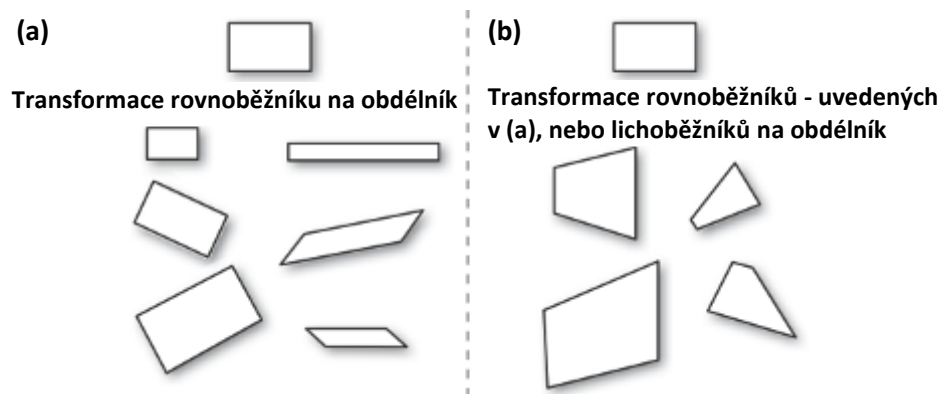 (a)
Transformace rovnoběžníku na obdélník
(b)
Transformace rovnoběžníků - uvedených
v (a), nebo lichoběžníků na obdélník